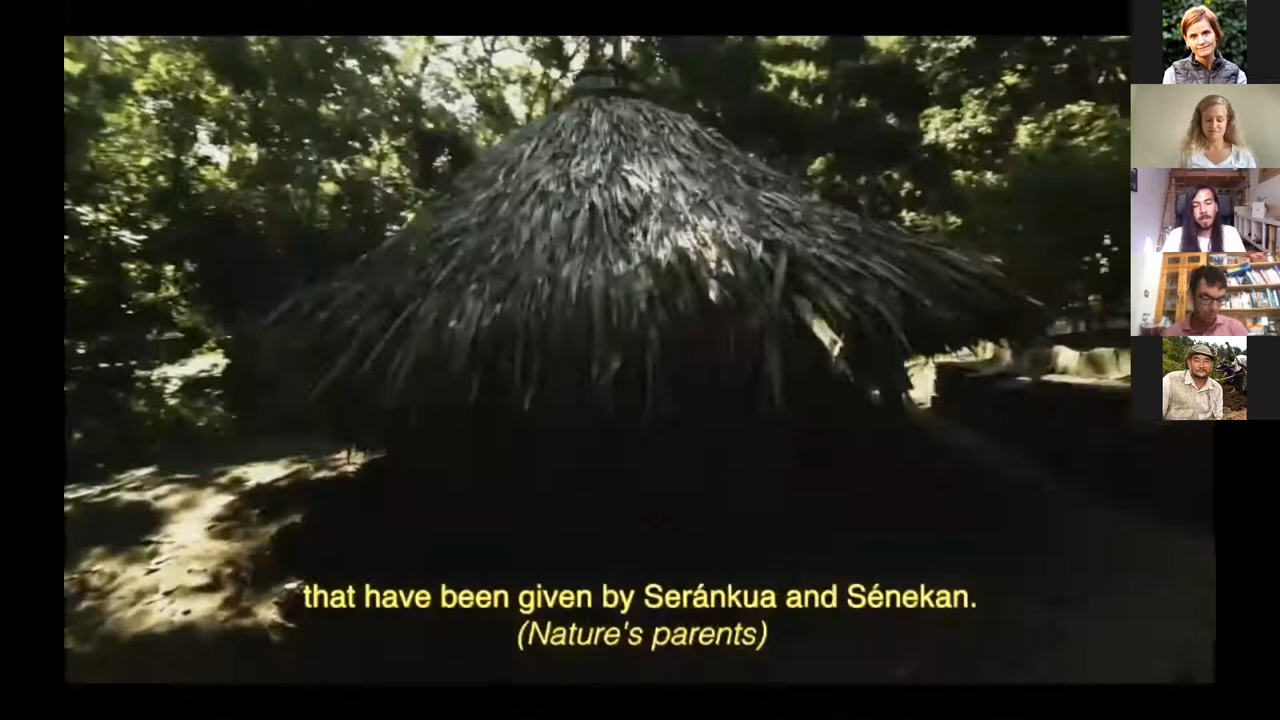 that have been given by Seránkua and Sénekan.
(Nature's parents)